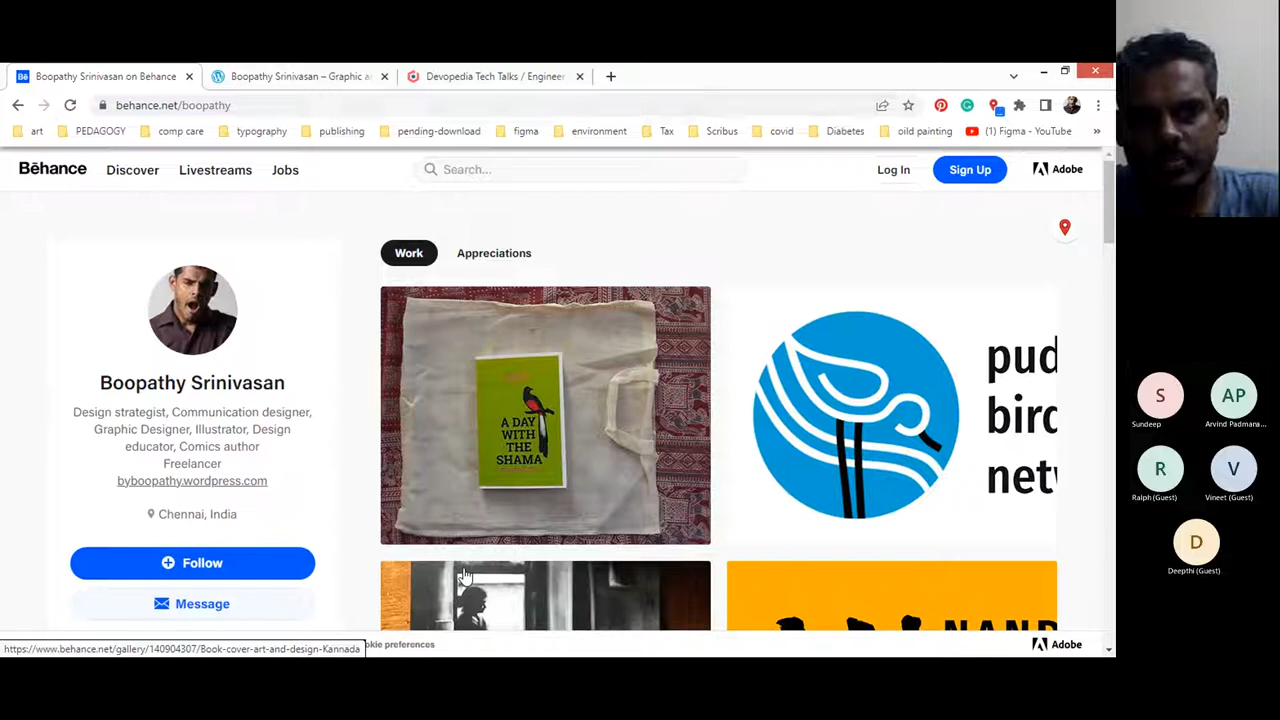 Bē
Boopathy Srinivasan on Behance
Boopathy Srinivasan – Graphic a
Devopedia Tech Talks / Engineer
behance.net/boopathy
art
PEDAGOGY
comp care
typography
publishing
pending-download
figma
environment
Tax
Scribus
covid
Diabetes
oild painting
(1) Figma - YouTube
»
Bēhance
Discover
Livestreams
Jobs
Search...
Log In
Sign Up
Adobe
Work
Appreciations
Boopathy Srinivasan
Design strategist, Communication designer,
Graphic Designer, Illustrator, Design
educator, Comics author
Freelancer
byboopathy.wordpress.com
Chennai, India
Follow
Message
A DAY
WITH
THE
SHAMA
pud
bird
netw
NAND
https://www.behance.net/gallery/140904307/Book-cover-art-and-design-Kannada
okie preferences
Adobe
S
Sundeep
AP
Arvind Padmana...
R
Ralph (Guest)
V
Vineet (Guest)
D
Deepthi (Guest)